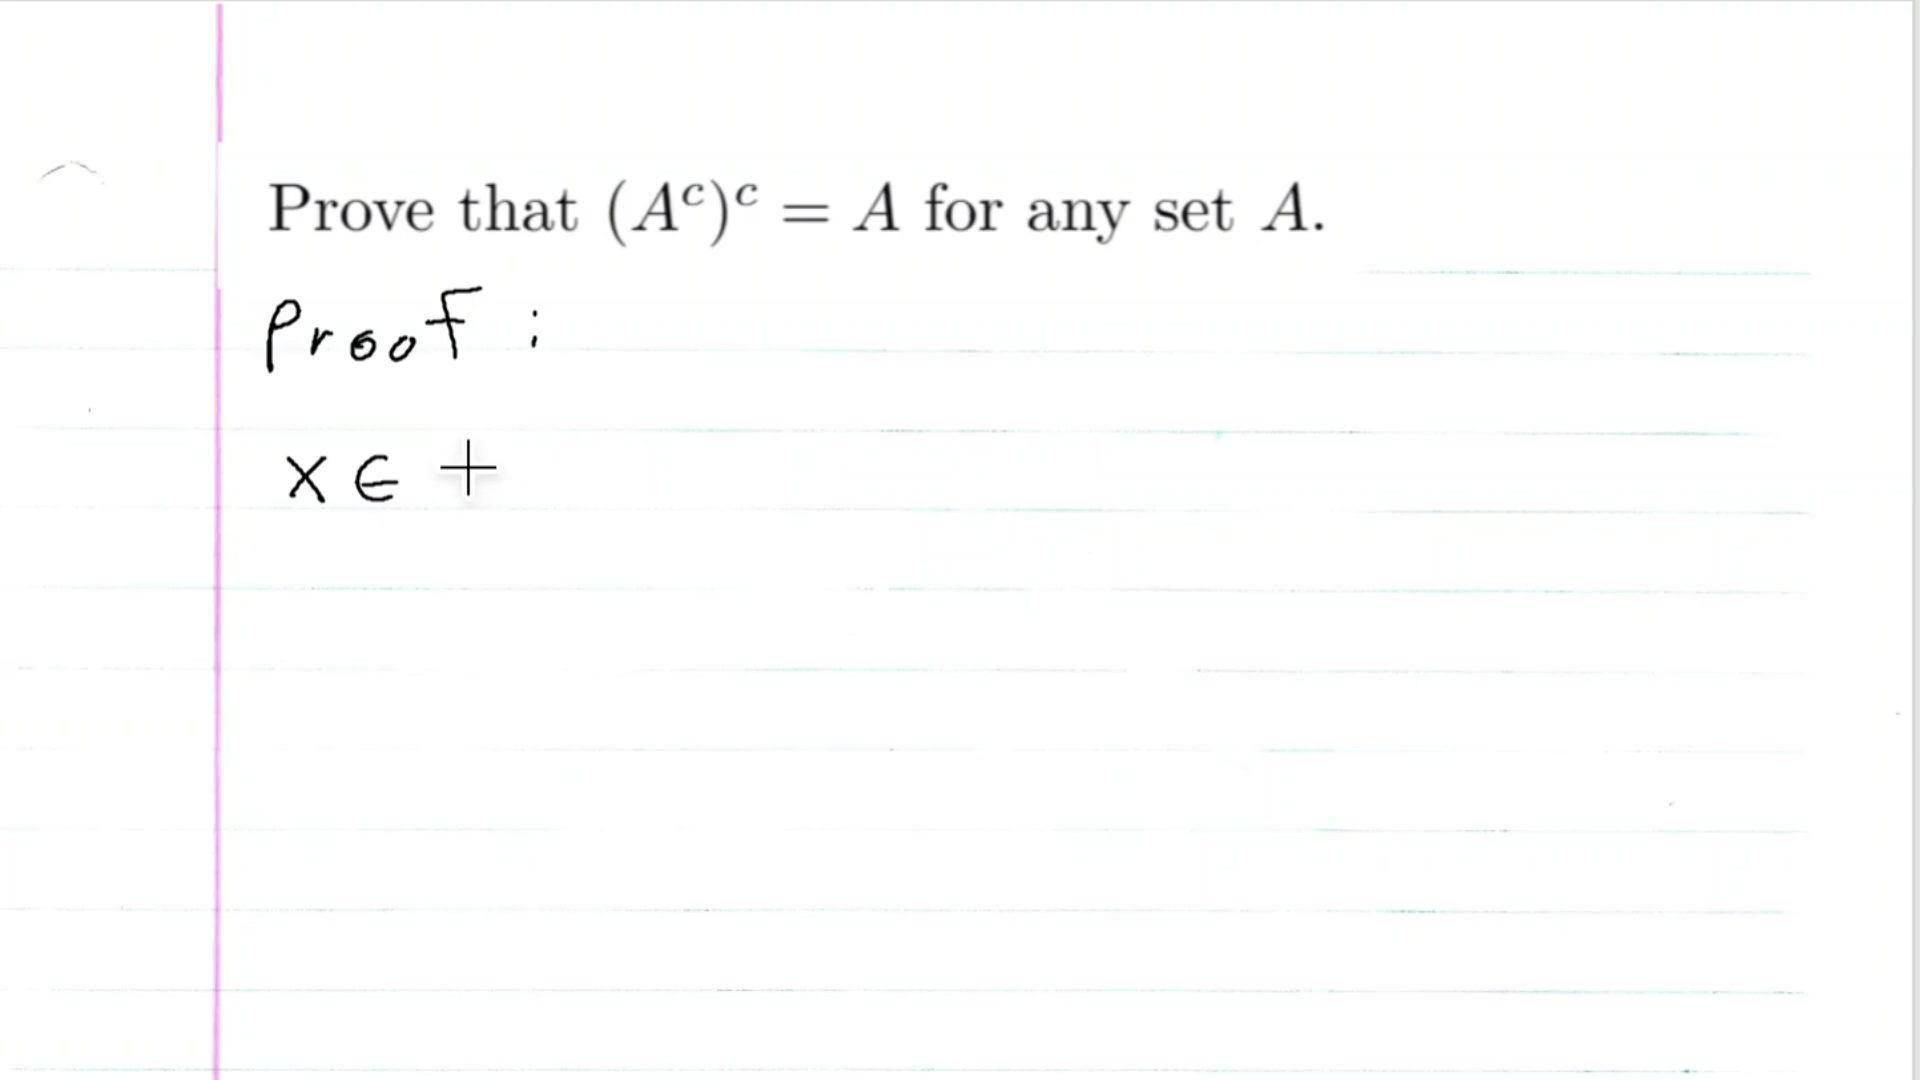 Prove that $(A^c)^c = A$ for any set $A$.
Proof :
x ∈